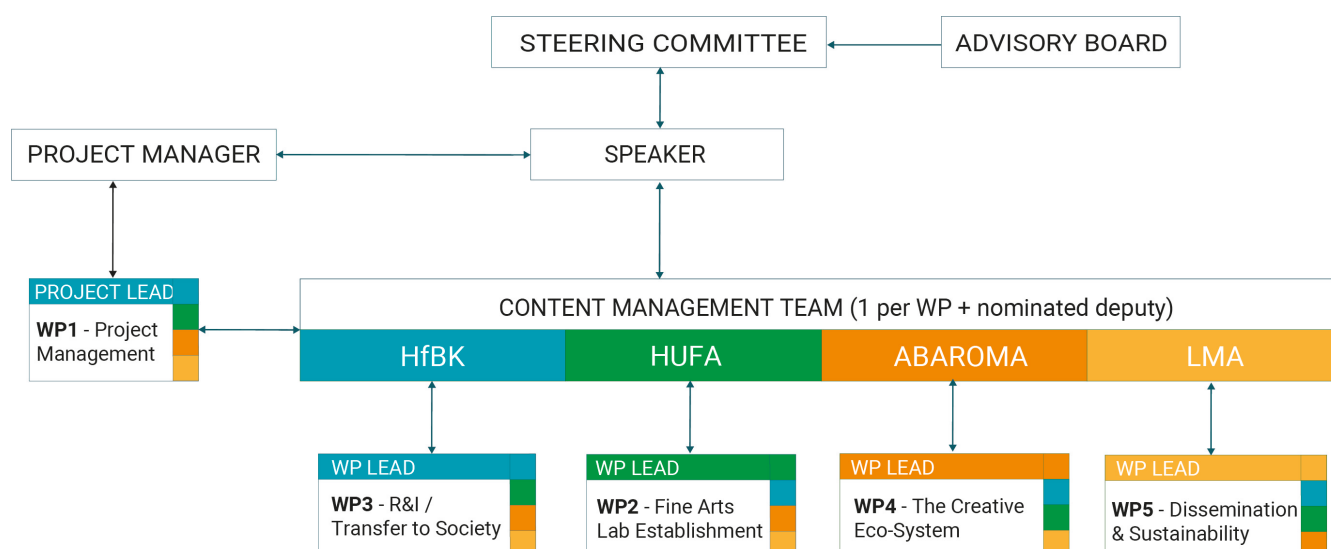 STEERING COMMITTEE
ADVISORY BOARD
PROJECT MANAGER
SPEAKER
PROJECT LEAD
WP1 - Project
Management
CONTENT MANAGEMENT TEAM (1 per WP + nominated deputy)
HfBK
HUFA
ABAROMA
LMA
WP LEAD
WP3 - R&I /
Transfer to Society
WP LEAD
WP2 - Fine Arts
Lab Establishment
WP LEAD
WP4 - The Creative
Eco-System
WP LEAD
WP5 - Dissemination
& Sustainability